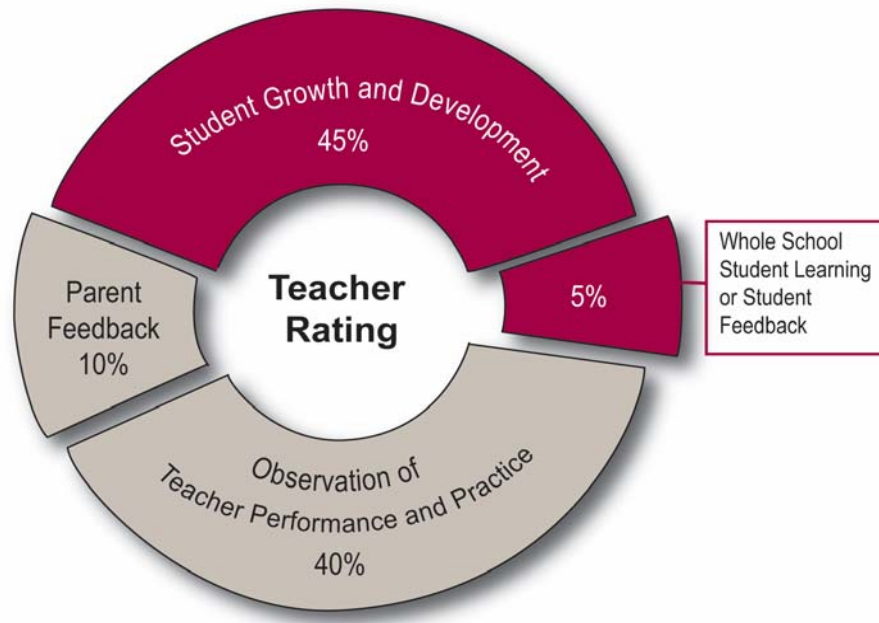 Student Growth and Development
45%
Parent
Feedback
10%
Teacher
Rating
5%
Whole School
Student Learning
or Student
Feedback
Observation of
Teacher Performance and Practice
40%